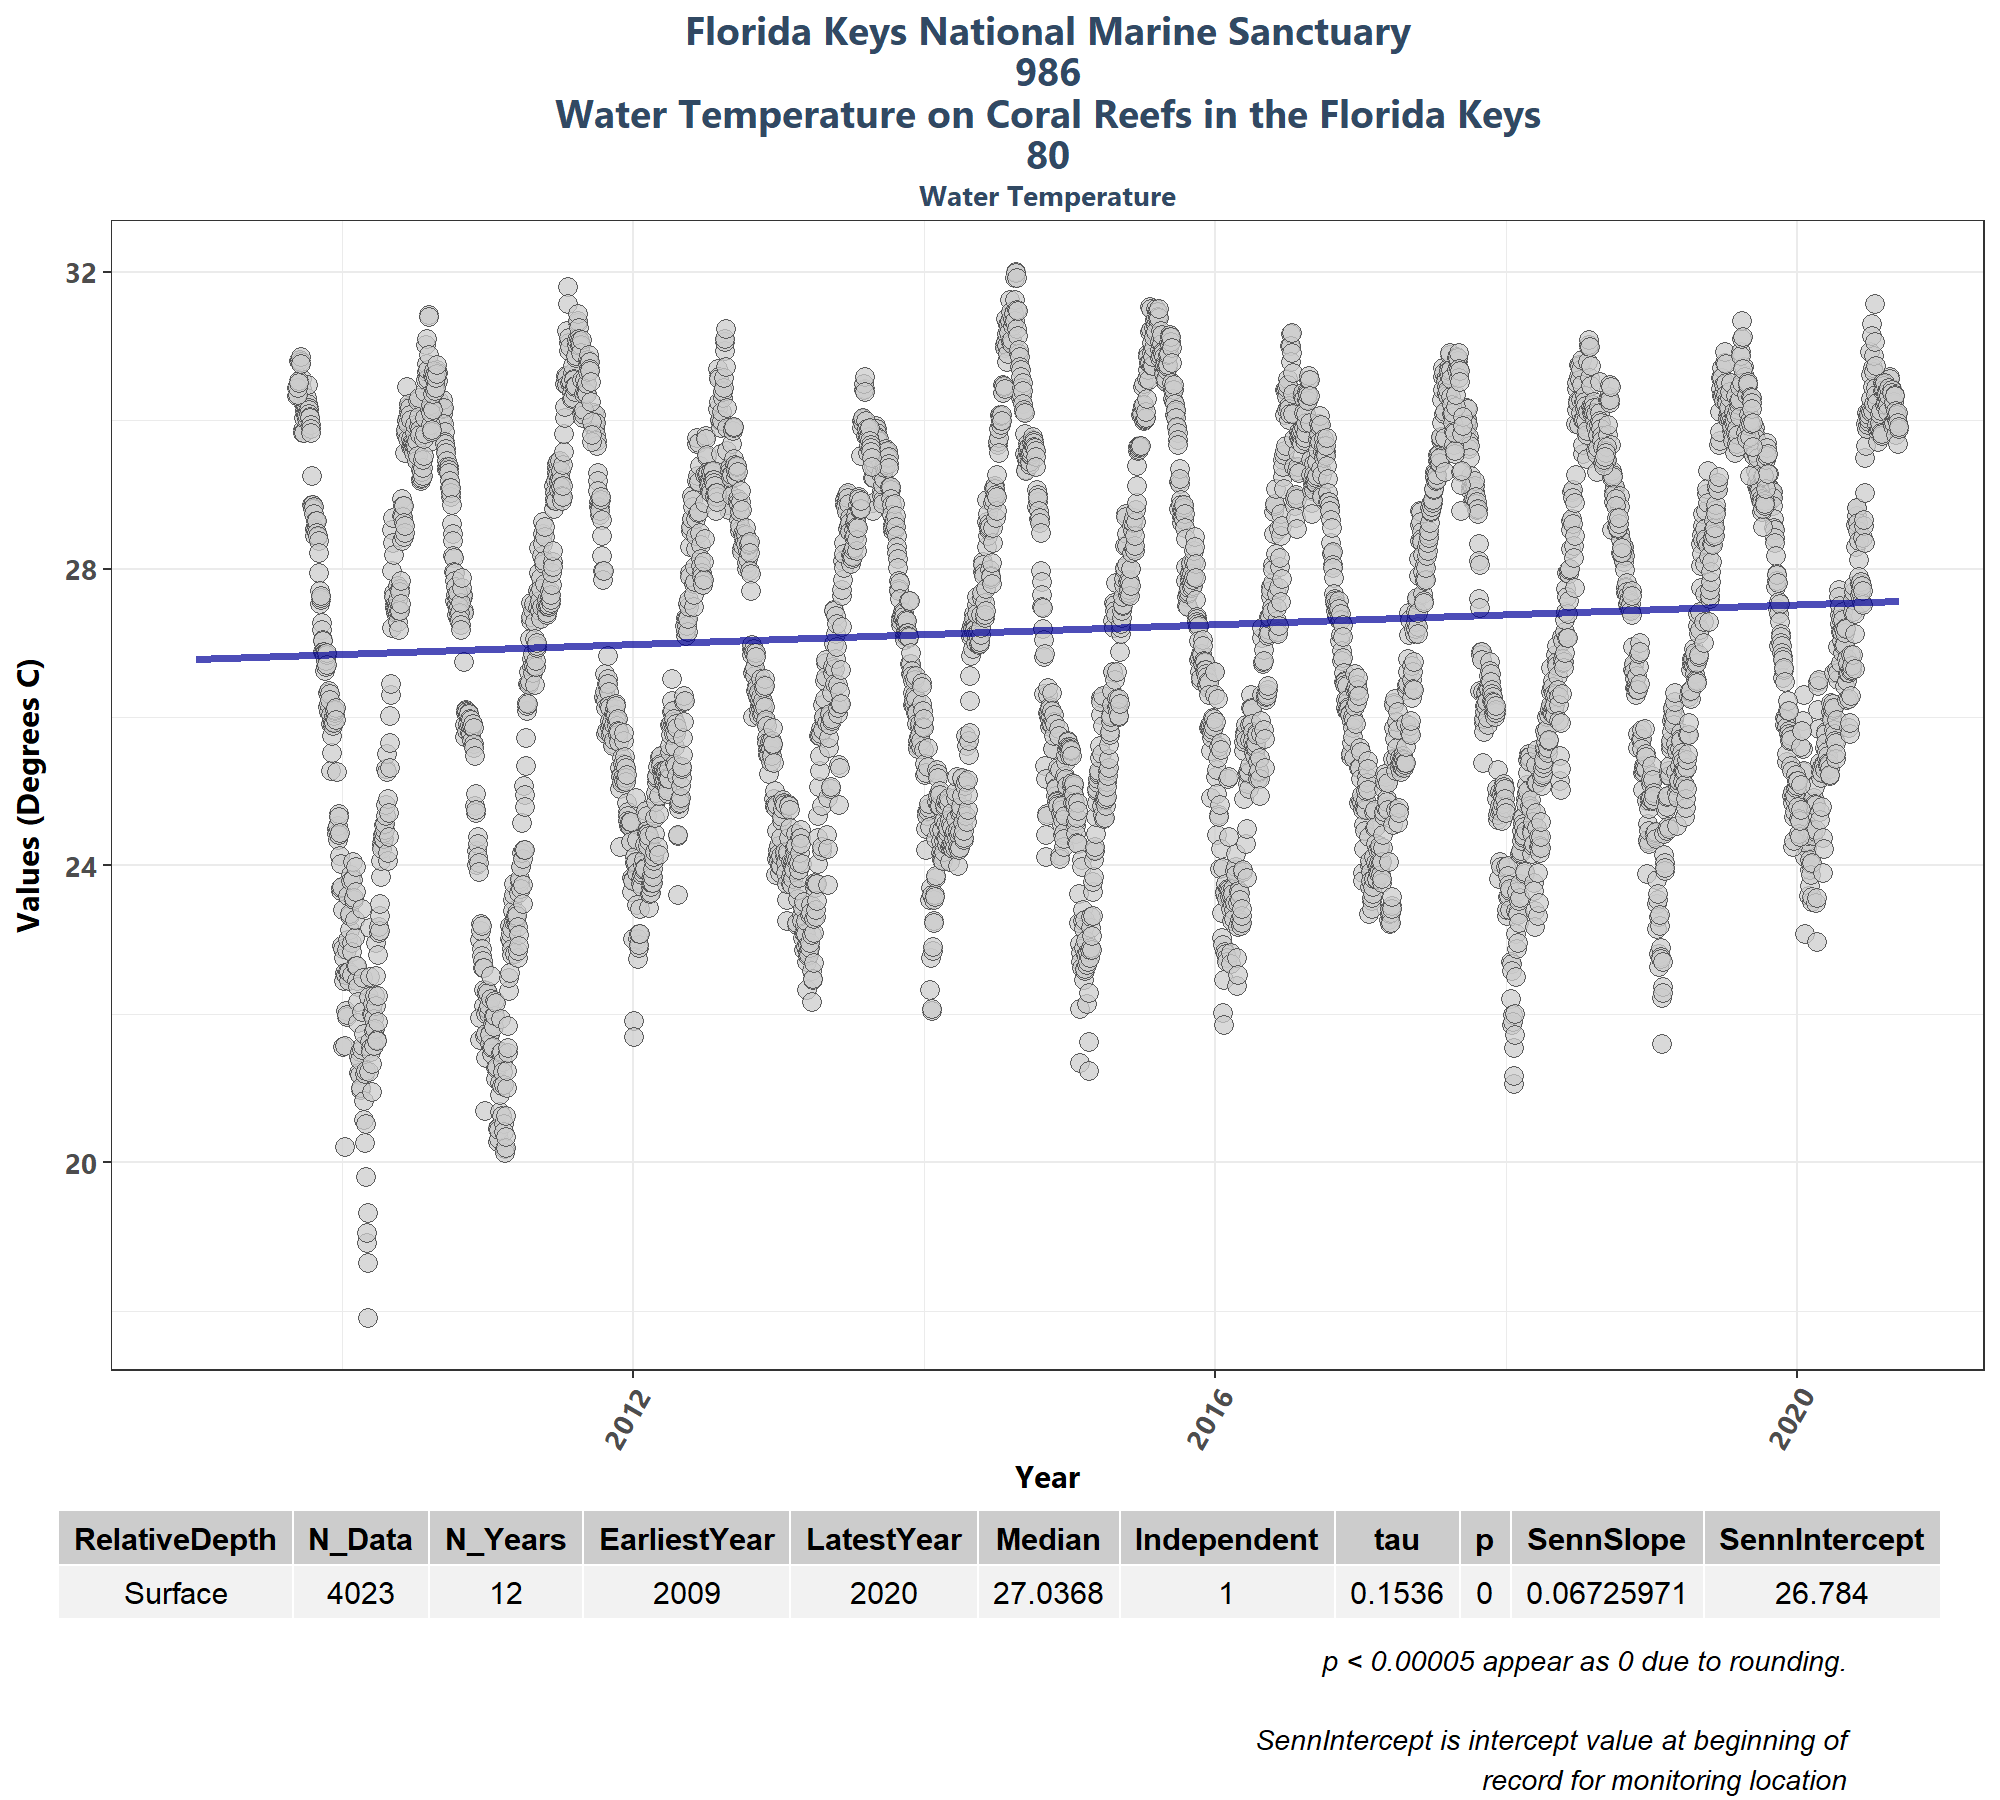 Florida Keys National Marine Sanctuary
986
Water Temperature on Coral Reefs in the Florida Keys
80
Water Temperature
Values (Degrees C)
32
28
24
20
2012
2016
2020
Year
RelativeDepth N_Data N_Years EarliestYear LatestYear Median Independent tau p SennSlope SennIntercept
Surface 4023 12 2009 2020 27.0368 1 0.1536 0 0.06725971 26.784
p < 0.00005 appear as 0 due to rounding.
SennIntercept is intercept value at beginning of
record for monitoring location